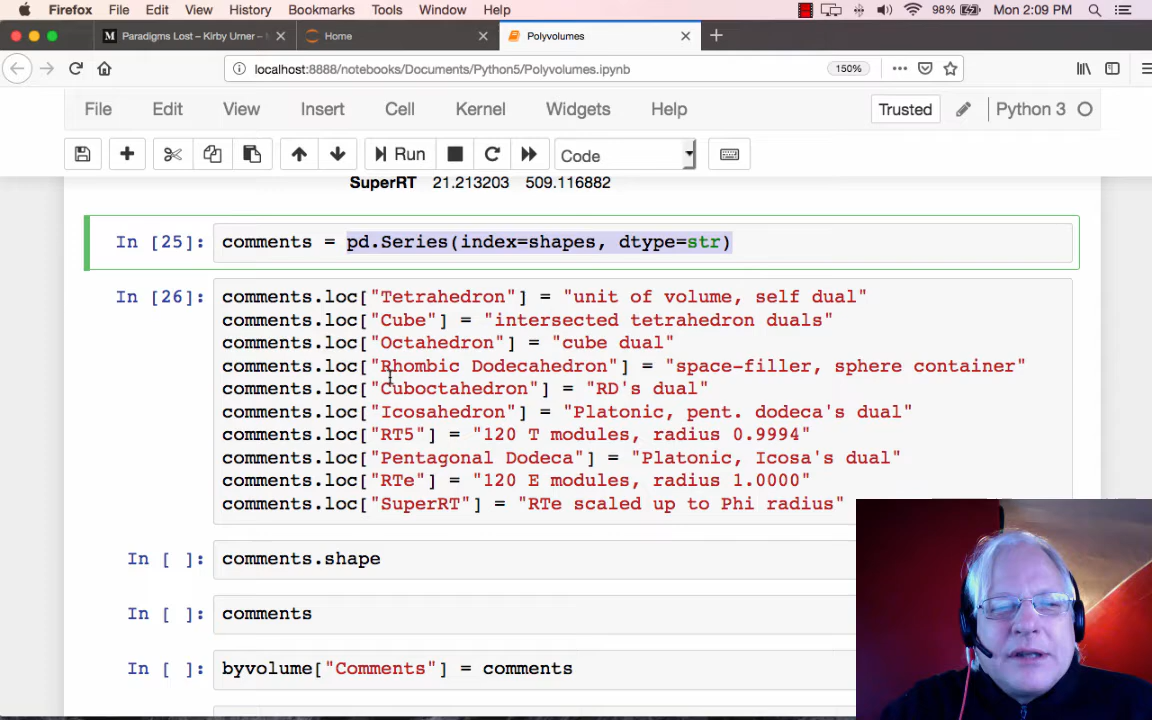 Firefox File Edit View History Bookmarks Tools Window Help 98% Mon 2:09 PM
M Paradigms Lost – Kirby Urner – Home Polyvolumes
localhost:8888/notebooks/Documents/Python5/Polyvolumes.ipynb 150%
File Edit View Insert Cell Kernel Widgets Help Trusted Python 3
Run Code
SuperRT 21.213203 509.116882
In [25]: comments = pd.Series(index=shapes, dtype=str)
In [26]: comments.loc["Tetrahedron"] = "unit of volume, self dual"
comments.loc["Cube"] = "intersected tetrahedron duals"
comments.loc["Octahedron"] = "cube dual"
comments.loc["Rhombic Dodecahedron"] = "space-filler, sphere container"
comments.loc["Cuboctahedron"] = "RD's dual"
comments.loc["Icosahedron"] = "Platonic, pent. dodeca's dual"
comments.loc["RT5"] = "120 T modules, radius 0.9994"
comments.loc["Pentagonal Dodeca"] = "Platonic, Icosa's dual"
comments.loc["RTe"] = "120 E modules, radius 1.0000"
comments.loc["SuperRT"] = "RTe scaled up to Phi radius"
In [ ]: comments.shape
In [ ]: comments
In [ ]: byvolume["Comments"] = comments